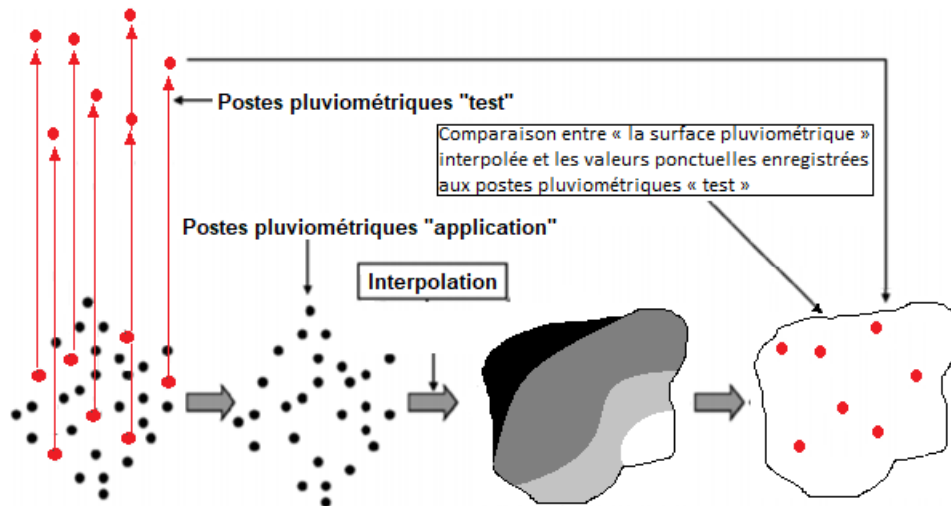 Postes pluviométriques "test"
Comparaison entre « la surface pluviométrique »
interpolée et les valeurs ponctuelles enregistrées
aux postes pluviométriques « test »
Postes pluviométriques "application"
Interpolation